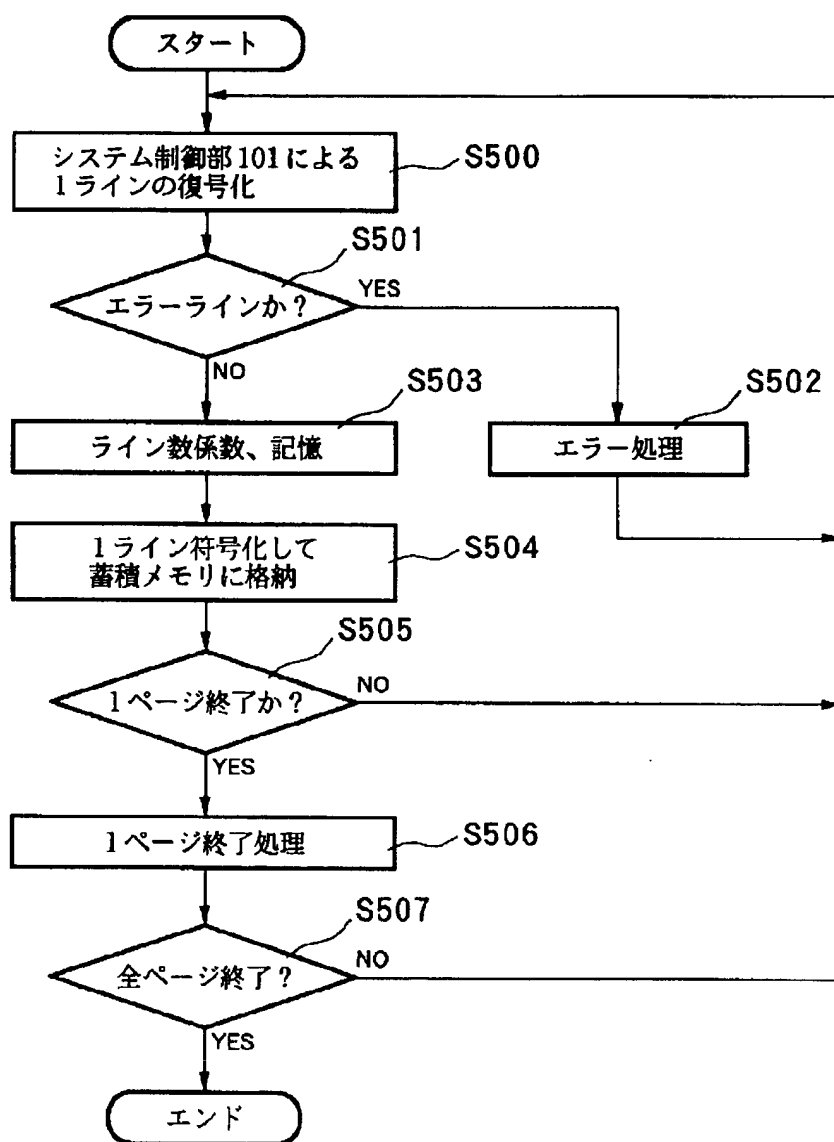 スタート
システム制御部101による
1ラインの復号化
S500
S501
エラーラインか?
YES
NO
S503
ライン数係数、記憶
S502
エラー処理
1ライン符号化して
蓄積メモリに格納
S504
S505
1ページ終了か?
NO
YES
1ページ終了処理
S506
S507
全ページ終了?
NO
YES
エンド